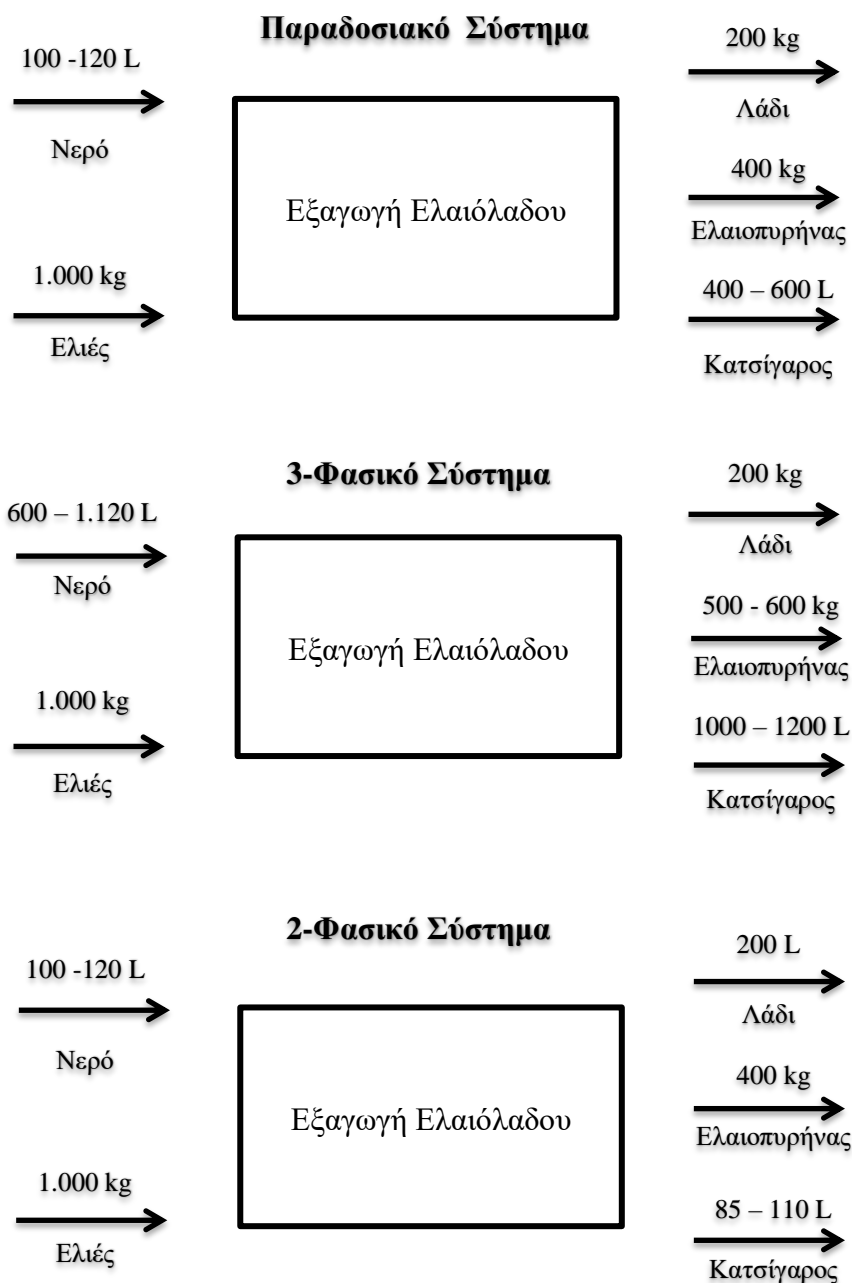 Παραδοσιακό Σύστημα
100 -120 L
Νερό
1.000 kg
Ελιές
Εξαγωγή Ελαιόλαδου
200 kg
Λάδι
400 kg
Ελαιοπυρήνας
400 – 600 L
Κατσίγαρος
3-Φασικό Σύστημα
600 – 1.120 L
Νερό
1.000 kg
Ελιές
Εξαγωγή Ελαιόλαδου
200 kg
Λάδι
500 - 600 kg
Ελαιοπυρήνας
1000 – 1200 L
Κατσίγαρος
2-Φασικό Σύστημα
100 -120 L
Νερό
1.000 kg
Ελιές
Εξαγωγή Ελαιόλαδου
200 L
Λάδι
400 kg
Ελαιοπυρήνας
85 – 110 L
Κατσίγαρος